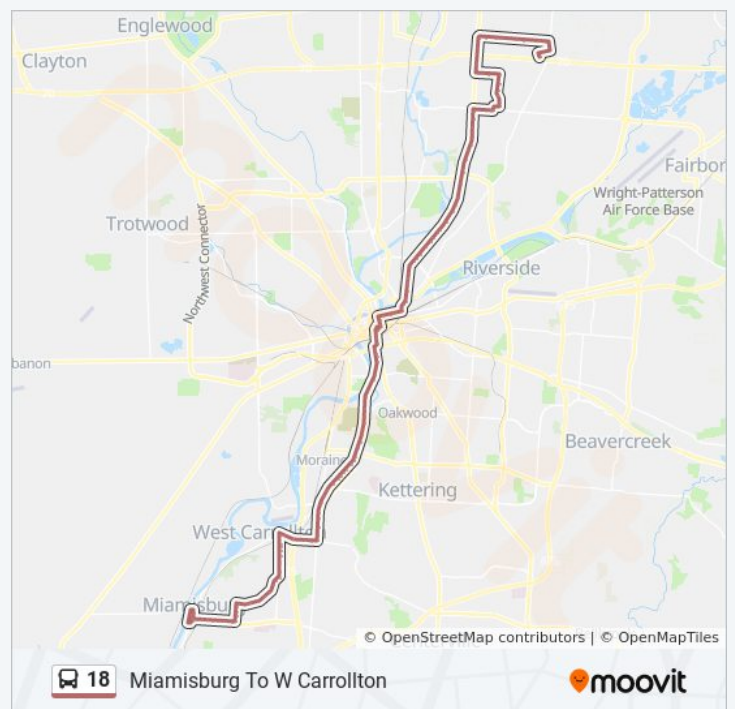 Englewood
Clayton
Fairbor
Wright-Patterson
Air Force Base
Trotwood
Northwest Connector
Riverside
banon
Oakwood
Beavercreek
Moraine
Kettering
West Carrollton
Miamisburg
© OpenStreetMap contributors | © OpenMapTiles
18 Miamisburg To W Carrollton
moovit